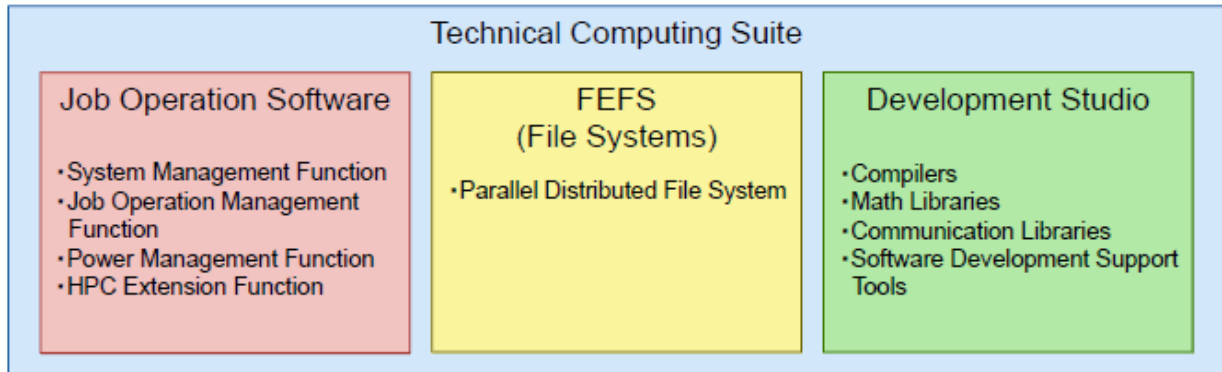 Technical Computing Suite
Job Operation Software
・System Management Function
・Job Operation Management
Function
・Power Management Function
・HPC Extension Function
FEFS
(File Systems)
・Parallel Distributed File System
Development Studio
・Compilers
・Math Libraries
・Communication Libraries
・Software Development Support
Tools